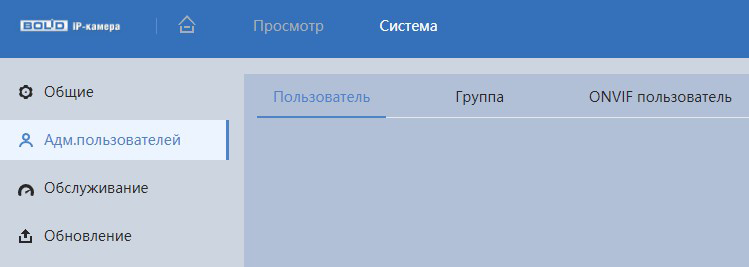 BOLID IP-камера Просмотр Система
Общие
Пользователь Группа ONVIF пользователь
Адм.пользователей
Обслуживание
Обновление